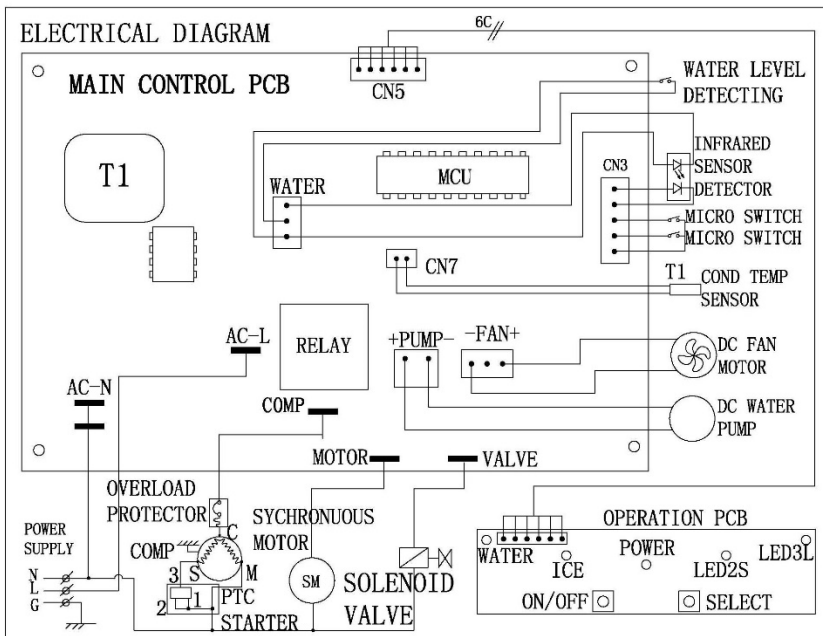 ELECTRICAL DIAGRAM
6C
MAIN CONTROL PCB
CN5
WATER LEVEL
DETECTING
T1
MCU
WATER
CN3
INFRARED
SENSOR
DETECTOR
MICRO SWITCH
MICRO SWITCH
CN7
T1
COND TEMP
SENSOR
AC-L
RELAY
+PUMP-
-FAN+
DC FAN
MOTOR
AC-N
COMP
DC WATER
PUMP
MOTOR
VALVE
OVERLOAD
PROTECTOR
C
SYCHRONUOUS
MOTOR
POWER
SUPPLY
COMP
N
L
G
3
S
M
2
1
PTC
STARTER
SM
SOLENOID
VALVE
OPERATION PCB
WATER
ICE
POWER
LED2S
LED3L
ON/OFF
SELECT